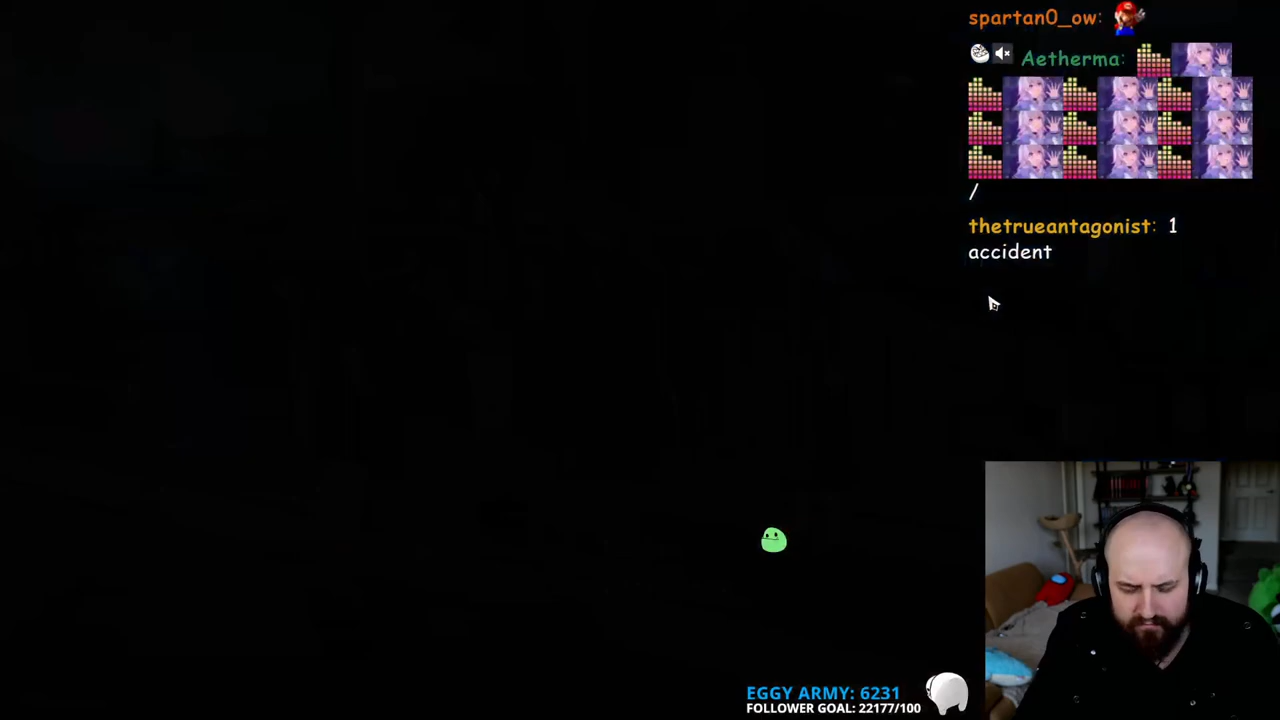 spartan0_ow:
Aetherma:
/
thetrueantagonist: 1
accident
EGGY ARMY: 6231
FOLLOWER GOAL: 22177/100